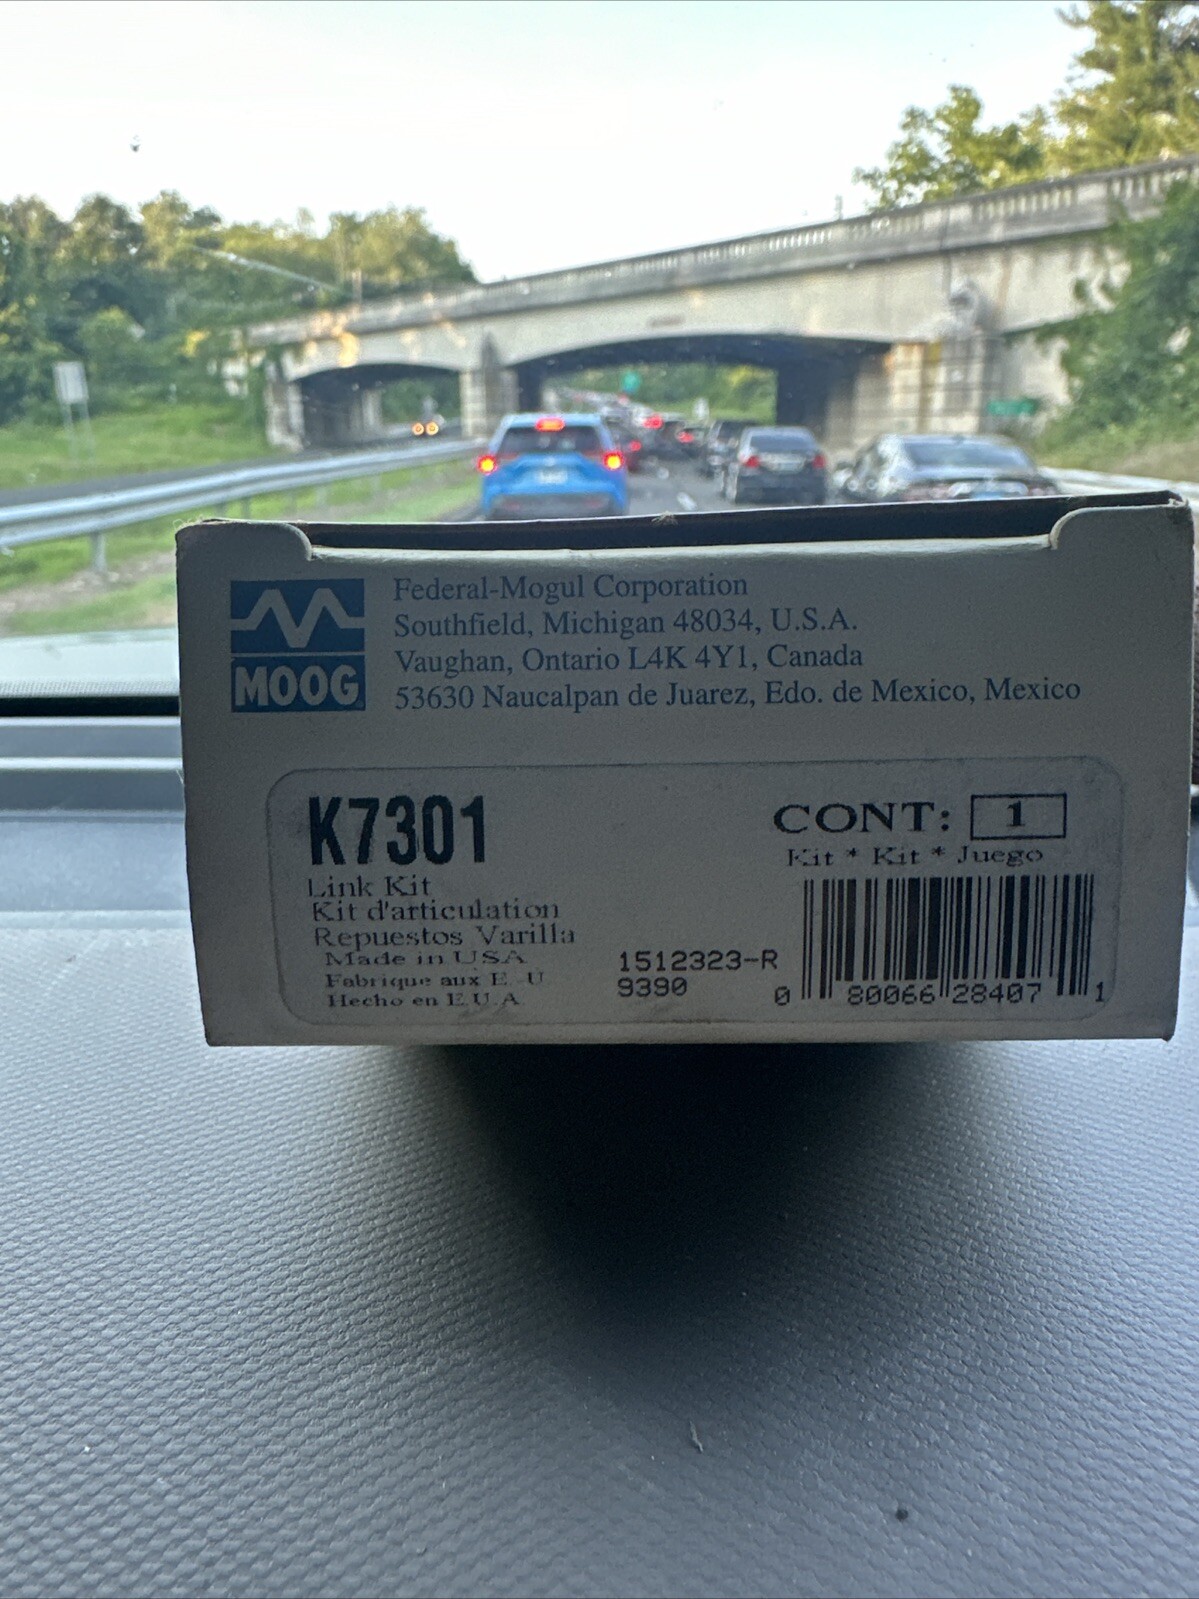 MOOG
Federal-Mogul Corporation
Southfield, Michigan 48034, U.S.A.
Vaughan, Ontario L4K 4Y1, Canada
53630 Naucalpan de Juarez, Edo. de Mexico, Mexico
K7301
Link Kit
Kit d'articulation
Repuestos Varilla
Made in USA
Fabrique aux E.-U
Hecho en E.U.A.
1512323-R
9390
CONT: 1
Kit * Kit * Juego
0 80066 28407 1